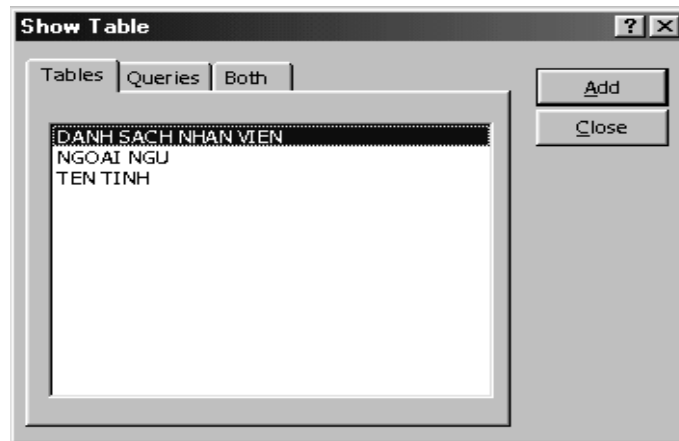 Show Table
Tables Queries Both
Add
Close
DANH SACH NHAN VIEN
NGOAI NGU
TEN TINH